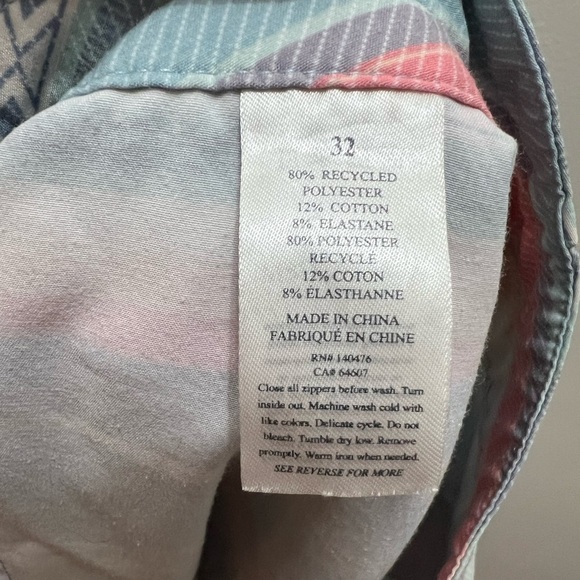 32
80% RECYCLED
POLYESTER
12% COTTON
8% ELASTANE
80% POLYESTER
RECYCLÉ
12% COTON
8% ÉLASTHANNE
MADE IN CHINA
FABRIQUÉ EN CHINE
RN# 140476
CA# 64607
Close all zippers before wash. Turn
inside out. Machine wash cold with
like colors. Delicate cycle. Do not
bleach. Tumble dry low. Remove
promptly. Warm iron when needed.
SEE REVERSE FOR MORE